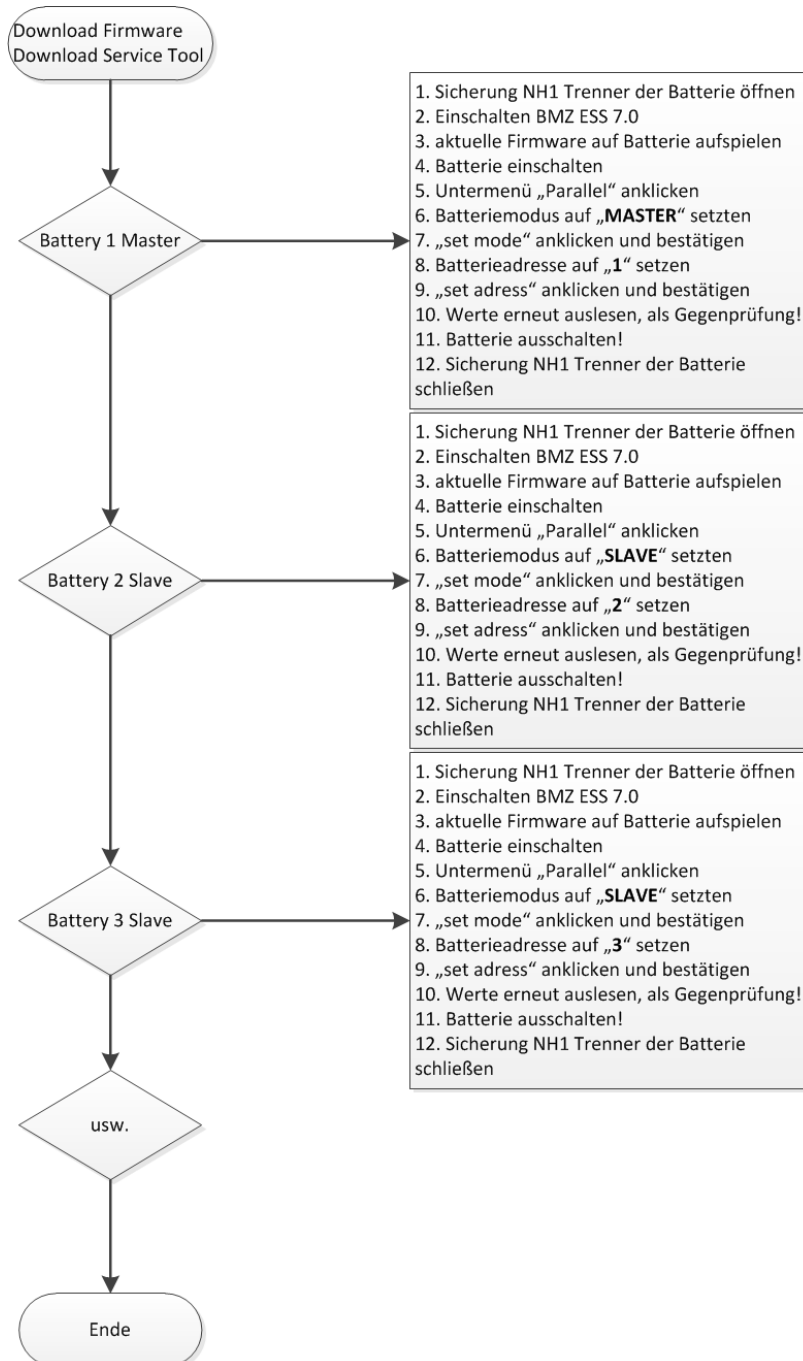 Download Firmware
Download Service Tool
Battery 1 Master
1. Sicherung NH1 Trenner der Batterie öffnen
2. Einschalten BMZ ESS 7.0
3. aktuelle Firmware auf Batterie aufspielen
4. Batterie einschalten
5. Untermenü „Parallel“ anklicken
6. Batteriemodus auf „MASTER“ setzten
7. „set mode“ anklicken und bestätigen
8. Batterieadresse auf „1“ setzen
9. „set adress“ anklicken und bestätigen
10. Werte erneut auslesen, als Gegenprüfung!
11. Batterie ausschalten!
12. Sicherung NH1 Trenner der Batterie
schließen
Battery 2 Slave
1. Sicherung NH1 Trenner der Batterie öffnen
2. Einschalten BMZ ESS 7.0
3. aktuelle Firmware auf Batterie aufspielen
4. Batterie einschalten
5. Untermenü „Parallel“ anklicken
6. Batteriemodus auf „SLAVE“ setzten
7. „set mode“ anklicken und bestätigen
8. Batterieadresse auf „2“ setzen
9. „set adress“ anklicken und bestätigen
10. Werte erneut auslesen, als Gegenprüfung!
11. Batterie ausschalten!
12. Sicherung NH1 Trenner der Batterie
schließen
Battery 3 Slave
1. Sicherung NH1 Trenner der Batterie öffnen
2. Einschalten BMZ ESS 7.0
3. aktuelle Firmware auf Batterie aufspielen
4. Batterie einschalten
5. Untermenü „Parallel“ anklicken
6. Batteriemodus auf „SLAVE“ setzten
7. „set mode“ anklicken und bestätigen
8. Batterieadresse auf „3“ setzen
9. „set adress“ anklicken und bestätigen
10. Werte erneut auslesen, als Gegenprüfung!
11. Batterie ausschalten!
12. Sicherung NH1 Trenner der Batterie
schließen
usw.
Ende